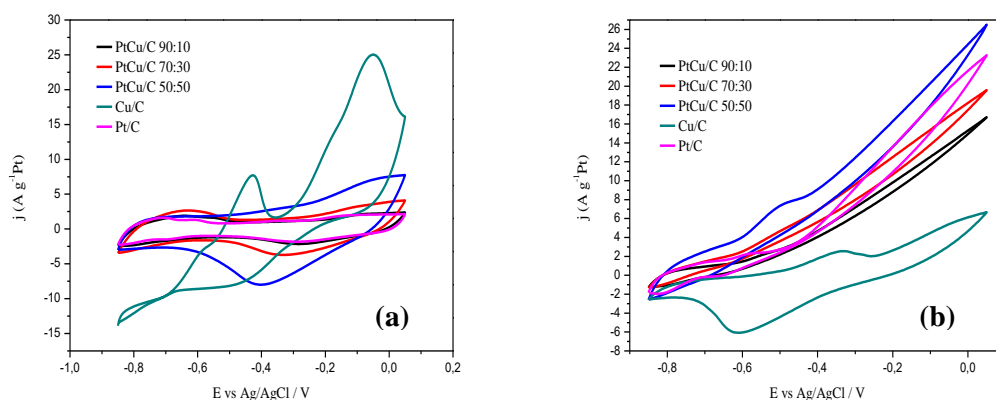 30
25
20
15
10
5
0
-5
-10
-15
j ( A g-1Pt)
PtCu/C 90:10
PtCu/C 70:30
PtCu/C 50:50
Cu/C
Pt/C
(a)
-1,0 -0,8 -0,6 -0,4 -0,2 0,0 0,2
E vs Ag/AgCl / V
26
24
22
20
18
16
14
12
10
8
6
4
2
0
-2
-4
-6
-8
j ( A g-1Pt)
PtCu/C 90:10
PtCu/C 70:30
PtCu/C 50:50
Cu/C
Pt/C
(b)
-0,8 -0,6 -0,4 -0,2 0,0
E vs Ag/AgCl / V